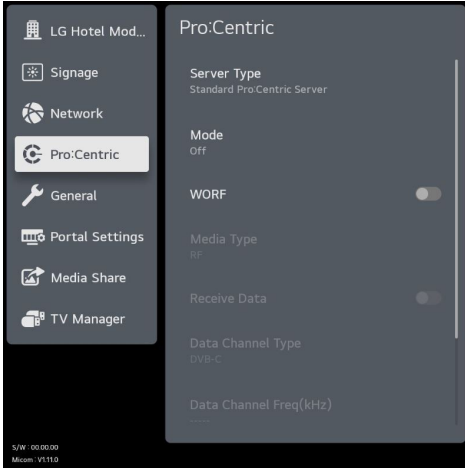 LG Hotel Mod...
Signage
Network
Pro:Centric
General
Portal Settings
Media Share
TV Manager
S/W : 00.00.00
Micom : V1.11.0
Pro:Centric
Server Type
Standard Pro:Centric Server
Mode
Off
WORF
Media Type
RF
Receive Data
Data Channel Type
DVB-C
Data Channel Freq(kHz)